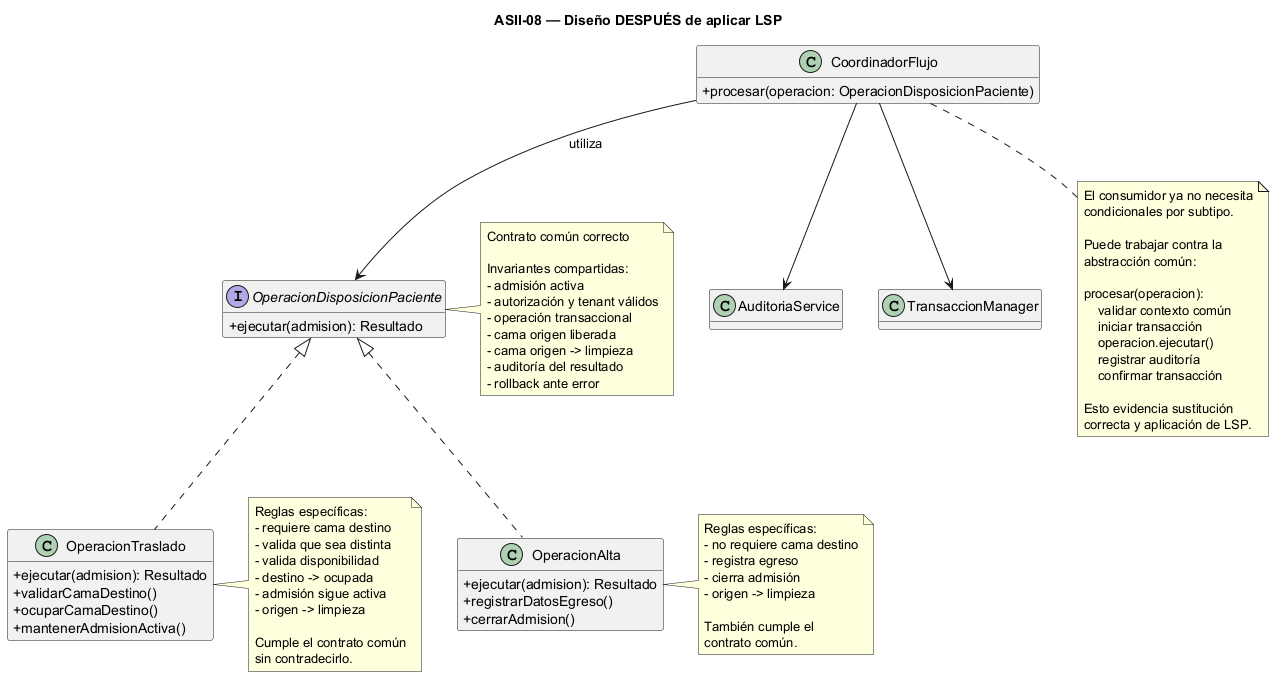 ASII-08 — Diseño DESPUÉS de aplicar LSP
C CoordinadorFlujo
+procesar(operacion: OperacionDisposicionPaciente)
utiliza
El consumidor ya no necesita
condicionales por subtipo.
Puede trabajar contra la
abstracción común:
procesar(operacion):
validar contexto común
iniciar transacción
operacion.ejecutar()
registrar auditoría
confirmar transacción
Esto evidencia sustitución
correcta y aplicación de LSP.
Contrato común correcto
Invariantes compartidas:
- admisión activa
- autorización y tenant válidos
- operación transaccional
- cama origen liberada
- cama origen -> limpieza
- auditoría del resultado
- rollback ante error
I OperacionDisposicionPaciente
+ejecutar(admision): Resultado
C AuditoriaService
C TransaccionManager
Reglas específicas:
- requiere cama destino
- valida que sea distinta
- valida disponibilidad
- destino -> ocupada
- admisión sigue activa
- origen -> limpieza
Cumple el contrato común
sin contradecirlo.
C OperacionTraslado
+ejecutar(admision): Resultado
+validarCamaDestino()
+ocuparCamaDestino()
+mantenerAdmisionActiva()
C OperacionAlta
+ejecutar(admision): Resultado
+registrarDatosEgreso()
+cerrarAdmision()
Reglas específicas:
- no requiere cama destino
- registra egreso
- cierra admisión
- origen -> limpieza
También cumple el
contrato común.